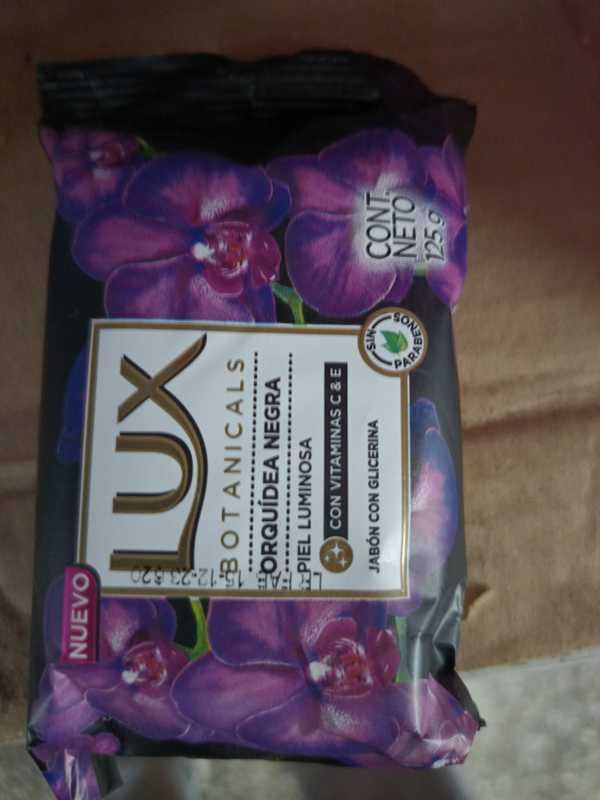 CONT.
NETO
125 g
SIN PARABENOS
LUX
BOTANICALS
ORQUÍDEA NEGRA
PIEL LUMINOSA
CON VITAMINAS C & E
JABÓN CON GLICERINA
NUEVO